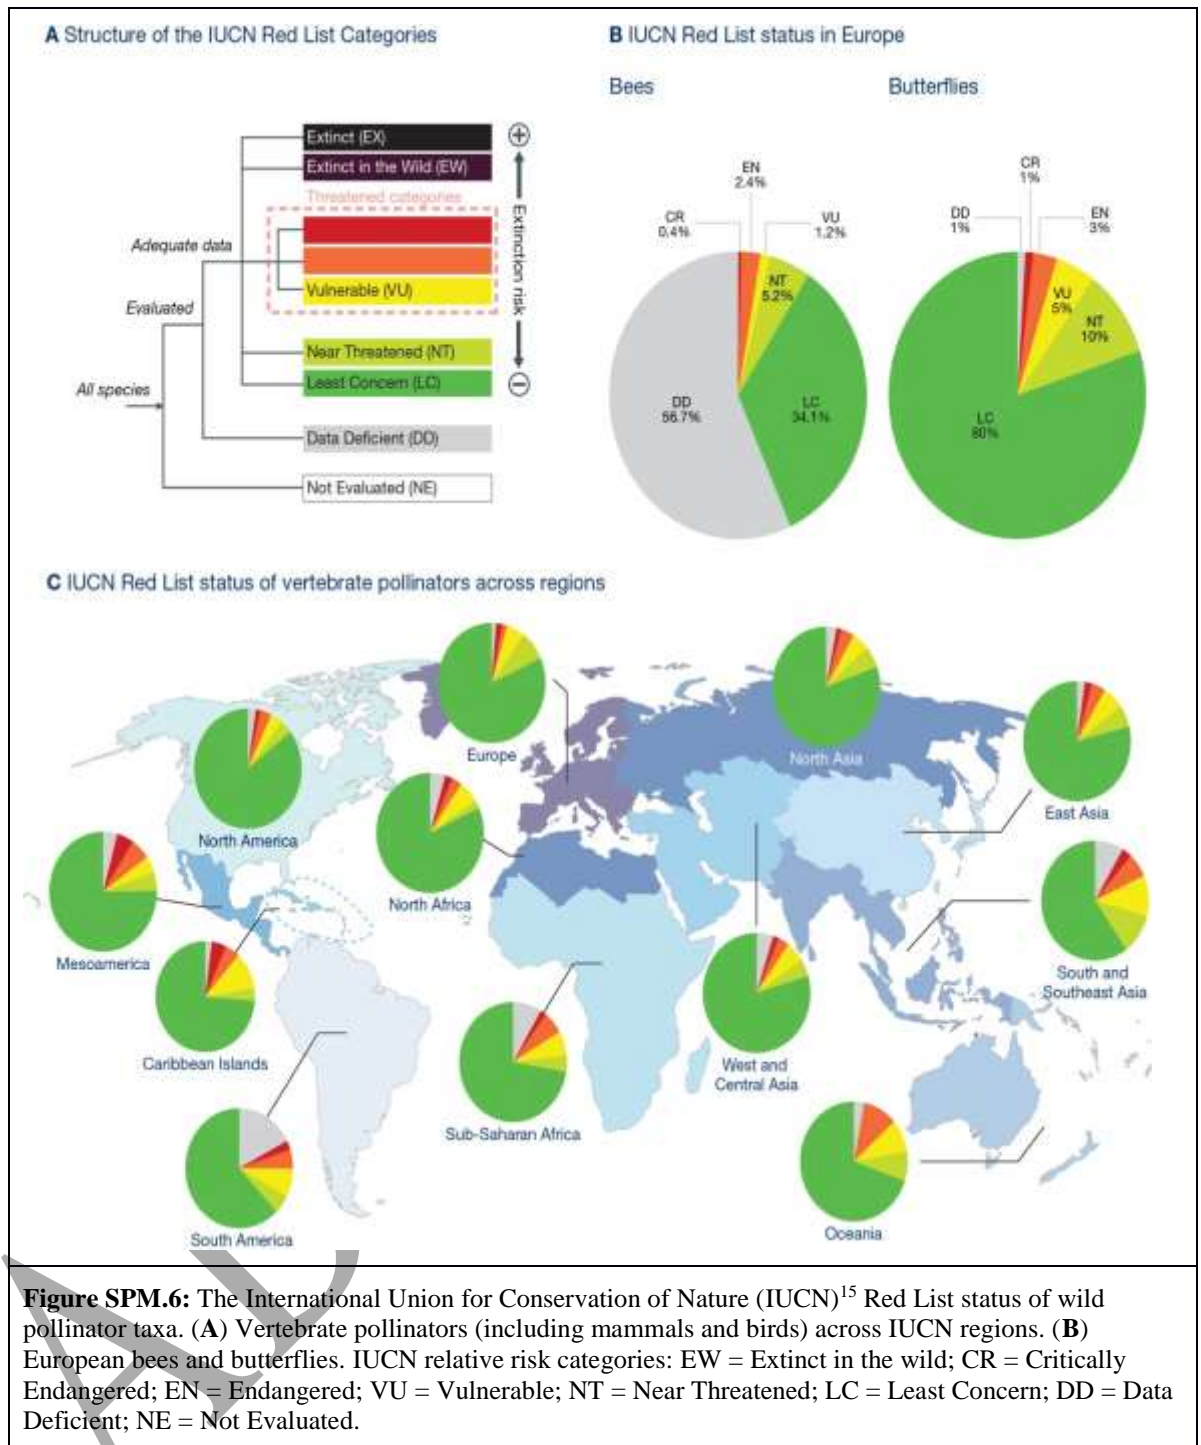 A Structure of the IUCN Red List Categories
Extinct (EX)
Extinct in the Wild (EW)
Threatened categories
Vulnerable (VU)
Near Threatened (NT)
Least Concern (LC)
Data Deficient (DD)
Not Evaluated (NE)
Adequate data
Evaluated
All species
Extinction risk
B IUCN Red List status in Europe
Bees
EN
2.4%
CR
0.4%
VU
1.2%
NT
5.2%
DD
56.7%
LC
34.1%
Butterflies
CR
1%
DD
1%
EN
3%
VU
5%
NT
10%
LC
80%
C IUCN Red List status of vertebrate pollinators across regions
Europe
North Asia
North America
East Asia
North Africa
Mesoamerica
South and
Southeast Asia
Caribbean Islands
West and
Central Asia
Sub-Saharan Africa
Oceania
South America
Figure SPM.6: The International Union for Conservation of Nature (IUCN)15 Red List status of wild
pollinator taxa. (A) Vertebrate pollinators (including mammals and birds) across IUCN regions. (B)
European bees and butterflies. IUCN relative risk categories: EW = Extinct in the wild; CR = Critically
Endangered; EN = Endangered; VU = Vulnerable; NT = Near Threatened; LC = Least Concern; DD = Data
Deficient; NE = Not Evaluated.